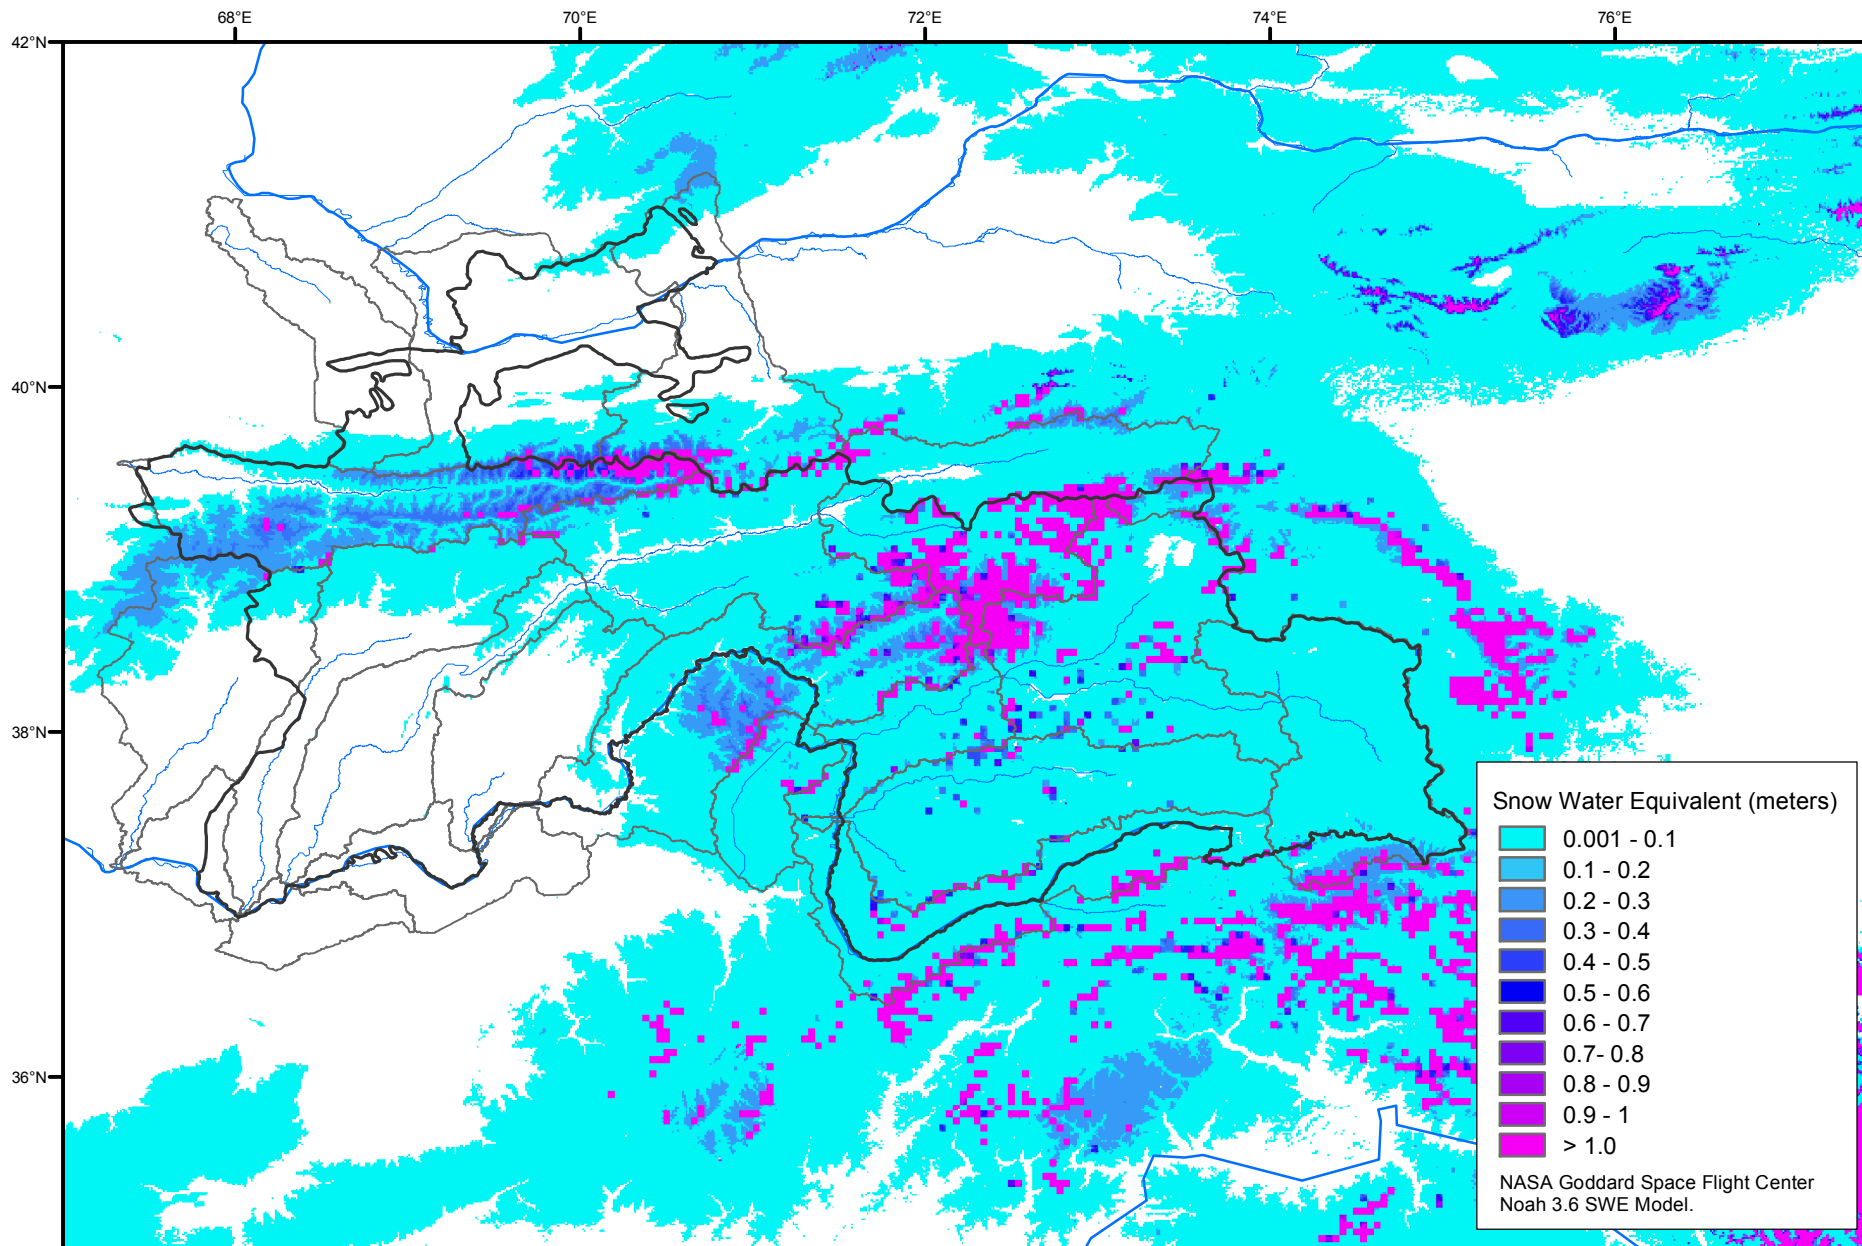 68°E
70°E
72°E
74°E
76°E
42°N
40°N
38°N
36°N
Snow Water Equivalent (meters)
0.001 - 0.1
0.1 - 0.2
0.2 - 0.3
0.3 - 0.4
0.4 - 0.5
0.5 - 0.6
0.6 - 0.7
0.7- 0.8
0.8 - 0.9
0.9 - 1
> 1.0
NASA Goddard Space Flight Center
Noah 3.6 SWE Model.